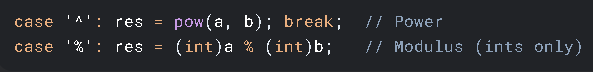 case '^': res = pow(a, b); break;  // Power
case '%': res = (int)a % (int)b;   // Modulus (ints only)